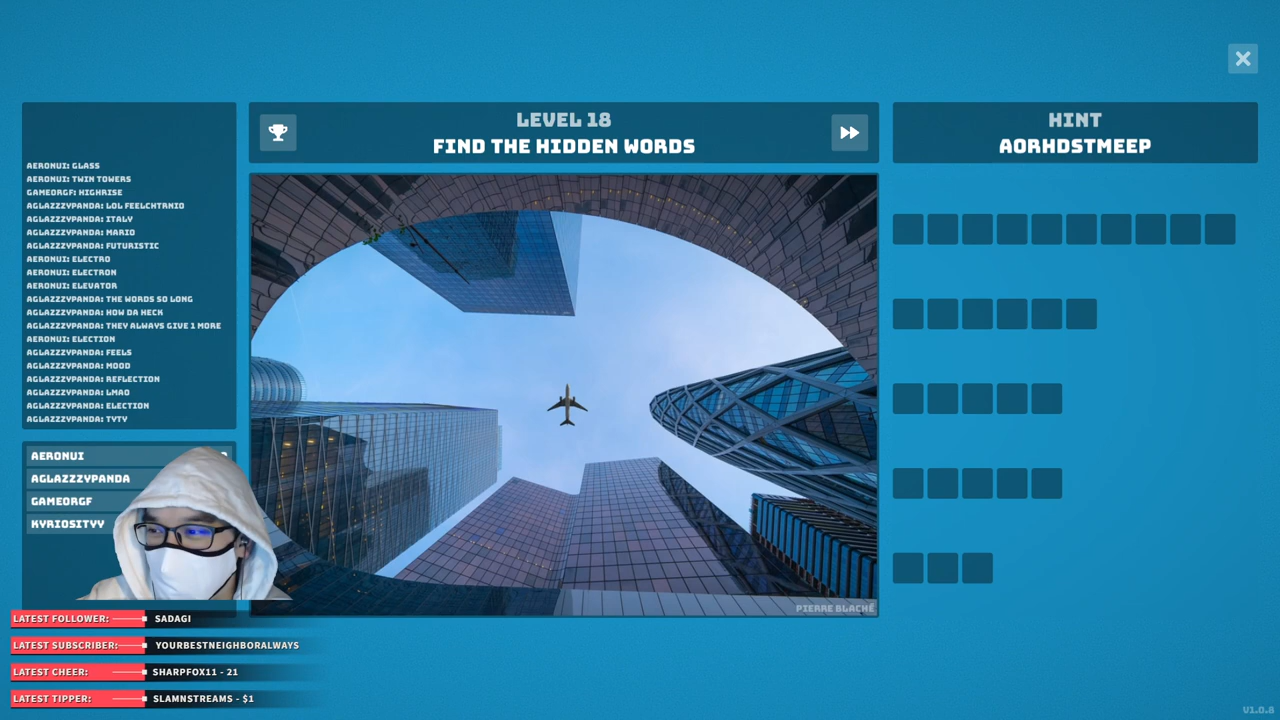 LEVEL 18
FIND THE HIDDEN WORDS
HINT
AORHDSTMEEP
AERONUI: GLASS
AERONUI: TWIN TOWERS
GAMEORGF: HIGHRISE
AGLAZZZYPANDA: LOL FEELCHTRNIO
AGLAZZZYPANDA: ITALY
AGLAZZZYPANDA: MARIO
AGLAZZZYPANDA: FUTURISTIC
AERONUI: ELECTRO
AERONUI: ELECTRON
AERONUI: ELEVATOR
AGLAZZZYPANDA: THE WORDS SO LONG
AGLAZZZYPANDA: HOW DA HECK
AGLAZZZYPANDA: THEY ALWAYS GIVE 1 MORE
AERONUI: ELECTION
AGLAZZZYPANDA: FEELS
AGLAZZZYPANDA: MOOD
AGLAZZZYPANDA: REFLECTION
AGLAZZZYPANDA: LMAO
AGLAZZZYPANDA: ELECTION
AGLAZZZYPANDA: TYTY
AERONUI
AGLAZZZYPANDA
GAMEORGF
KYRIOSITYY
PIERRE BLACHÉ
LATEST FOLLOWER: SADAGI
LATEST SUBSCRIBER: YOURBESTNEIGHBORALWAYS
LATEST CHEER: SHARPFOX11 - 21
LATEST TIPPER: SLAMNSTREAMS - $1
V1.0.8